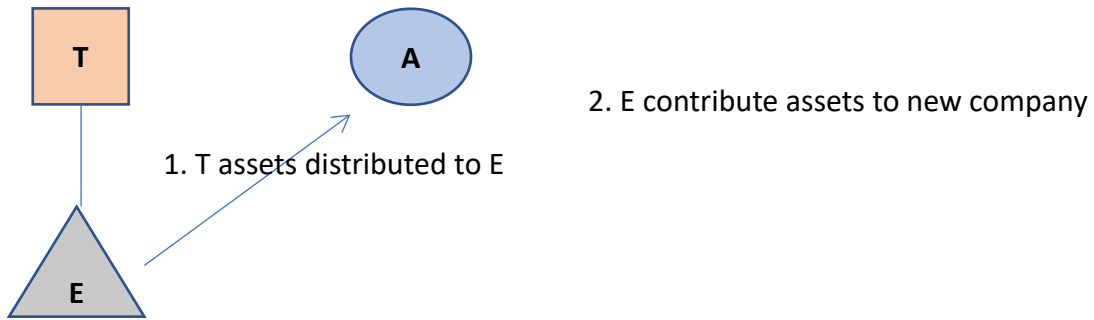 T
A
2. E contribute assets to new company
1. T assets distributed to E
E